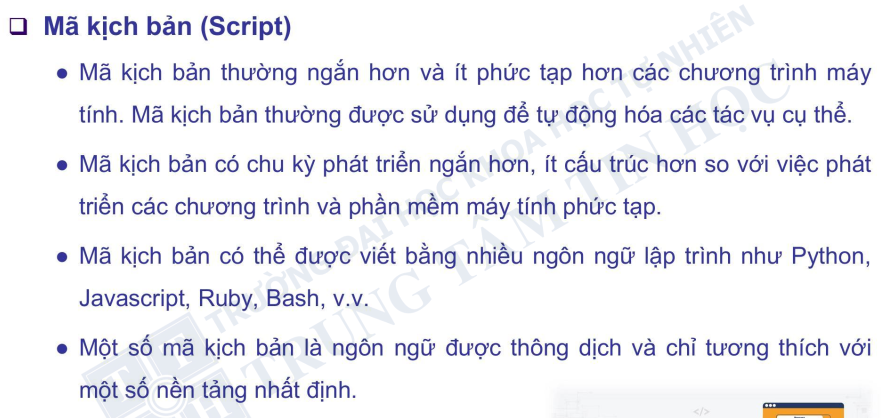 Mã kịch bản (Script)
Mã kịch bản thường ngắn hơn và ít phức tạp hơn các chương trình máy
tính. Mã kịch bản thường được sử dụng để tự động hóa các tác vụ cụ thể.
Mã kịch bản có chu kỳ phát triển ngắn hơn, ít cấu trúc hơn so với việc phát
triển các chương trình và phần mềm máy tính phức tạp.
Mã kịch bản có thể được viết bằng nhiều ngôn ngữ lập trình như Python,
Javascript, Ruby, Bash, v.v.
Một số mã kịch bản là ngôn ngữ được thông dịch và chỉ tương thích với
một số nền tảng nhất định.
TRƯỜNG ĐẠI HỌC KHOA HỌC TỰ NHIÊN
TRUNG TÂM TIN HỌC
</>